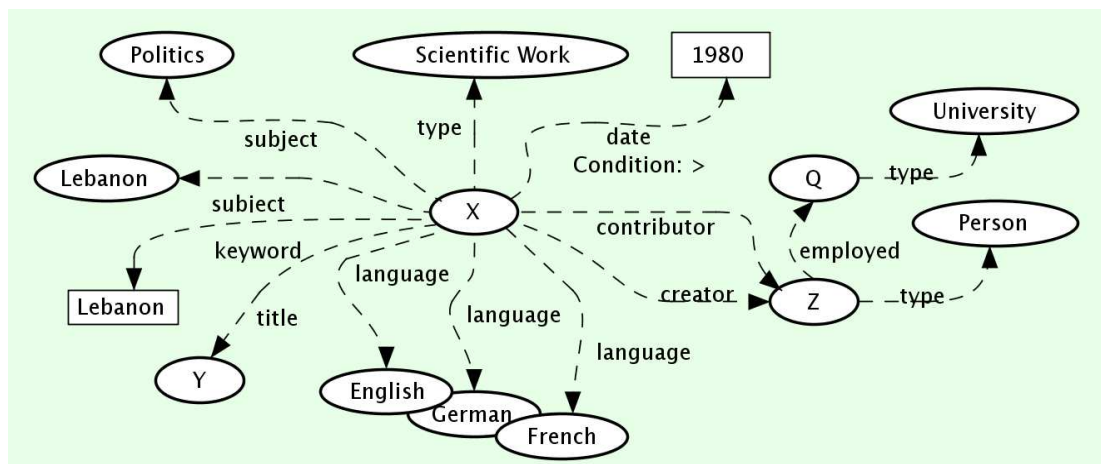 Politics
Scientific Work
1980
University
subject
type
date
Condition: >
Lebanon
Q
type
subject
X
Person
keyword
contributor
employed
language
creator
Z
type
Lebanon
title
language
language
Y
English
German
French